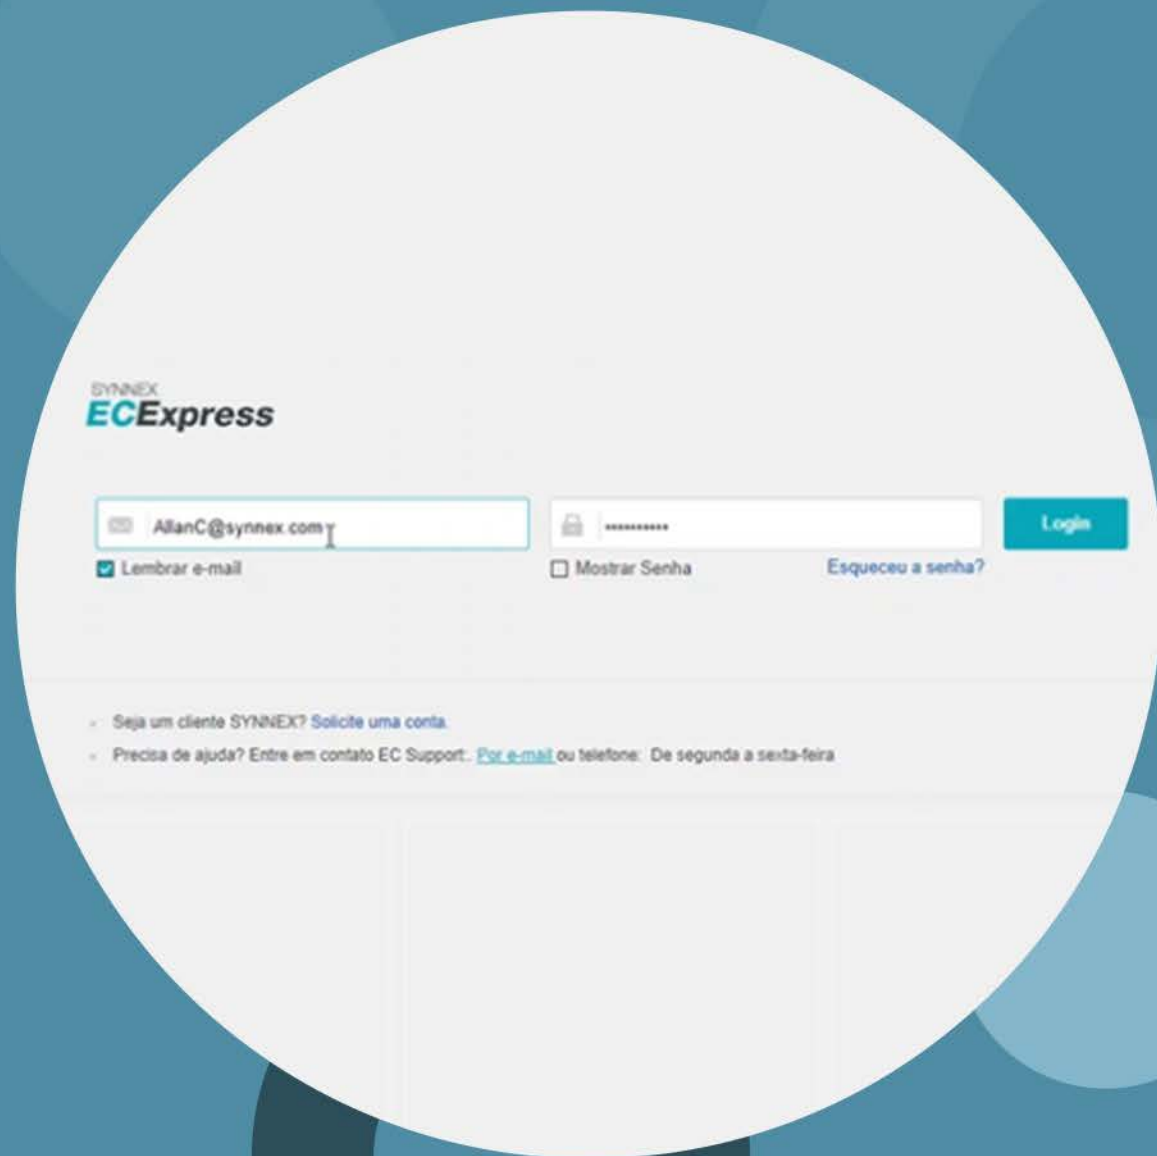 SYNNEX
ECExpress
AllanC@synnex.com
•••••••••• Login
Lembrar e-mail
Mostrar Senha
Esqueceu a senha?
Seja um cliente SYNNEX? Solicite uma conta.
Precisa de ajuda? Entre em contato EC Support:. Por e-mail ou telefone: De segunda a sexta-feira